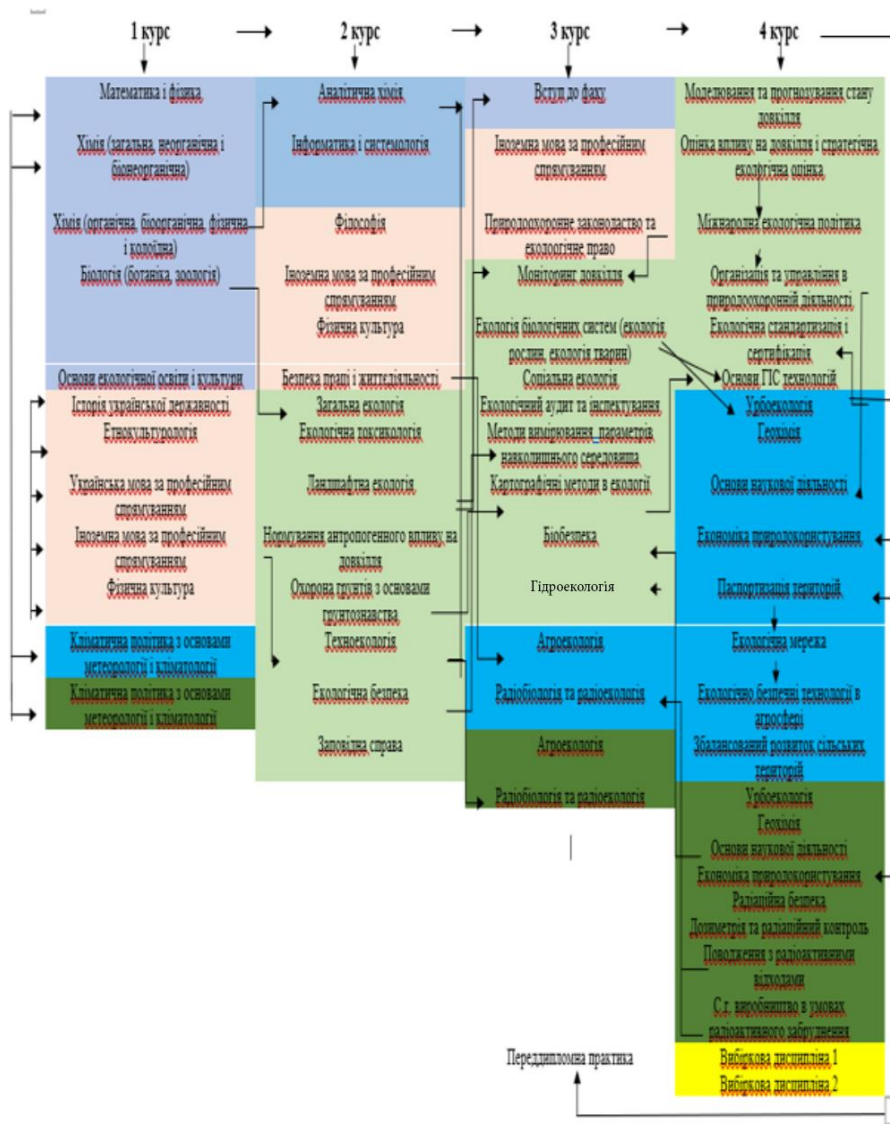 1 курс
2 курс
3 курс
4 курс
Математика і фізика
Хімія (загальна, неорганічна і
біонеорганічна)
Хімія (органічна, біоорганічна, фізична
і колоїдна)
Біологія (ботаніка, зоологія)
Основи екологічної освіти і культури
Історія української державності
Етнокультурологія
Українська мова за професійним
спрямуванням
Іноземна мова за професійним
спрямуванням
Фізична культура
Кліматична політика з основами
метеорології і кліматології
Кліматична політика з основами
метеорології і кліматології
Аналітична хімія
Інформатика і системологія
Філософія
Іноземна мова за професійним
спрямуванням
Фізична культура
Безпека праці і життєдіяльності
Загальна екологія
Екологічна токсикологія
Ландшафтна екологія
Нормування антропогенного впливу на
довкілля
Охорона грунтів з основами
грунтознавства
Техноекологія
Екологічна безпека
Заповідна справа
Вступ до фаху
Іноземна мова за професійним
спрямуванням
Природоохоронне законодаство та
екологічне право
Моніторинг довкілля
Екологія біологічних систем (екологія
рослин, екологія тварин)
Соціальна екологія
Екологічний аудит та інспектування
Методи вимірювання параметрів
навколишнього середовища
Картографічні методи в екології
Біобезпека
Гідроекологія
Агроекологія
Радіобіологія та радіоекологія
Агроекологія
Радіобіологія та радіоекологія
Моделювання та прогнозування стану
довкілля
Оцінка впливу на довкілля і стратегічна
екологічна оцінка
Міжнародна екологічна політика
Організація та управління в
природоохоронній діяльності
Екологічна стандартизація і
сертифікація
Основи ГІС технологій
Урбоекологія
Геохімія
Основи наукової діяльності
Економіка природокористування
Паспортизація територій
Екологічна мережа
Екологічно безпечні технології в
агросфері
Збалансований розвиток сільських
територій
Урбоекологія
Геохімія
Основи наукової діяльності
Економіка природокористування
Радіаційна безпека
Дозиметрія та радіаційний контроль
Поводження з радіоактивними
відходами
С.г. виробництво в умовах
радіоактивного забруднення
Вибіркова дисципліна 1
Вибіркова дисципліна 2
Переддипломна практика